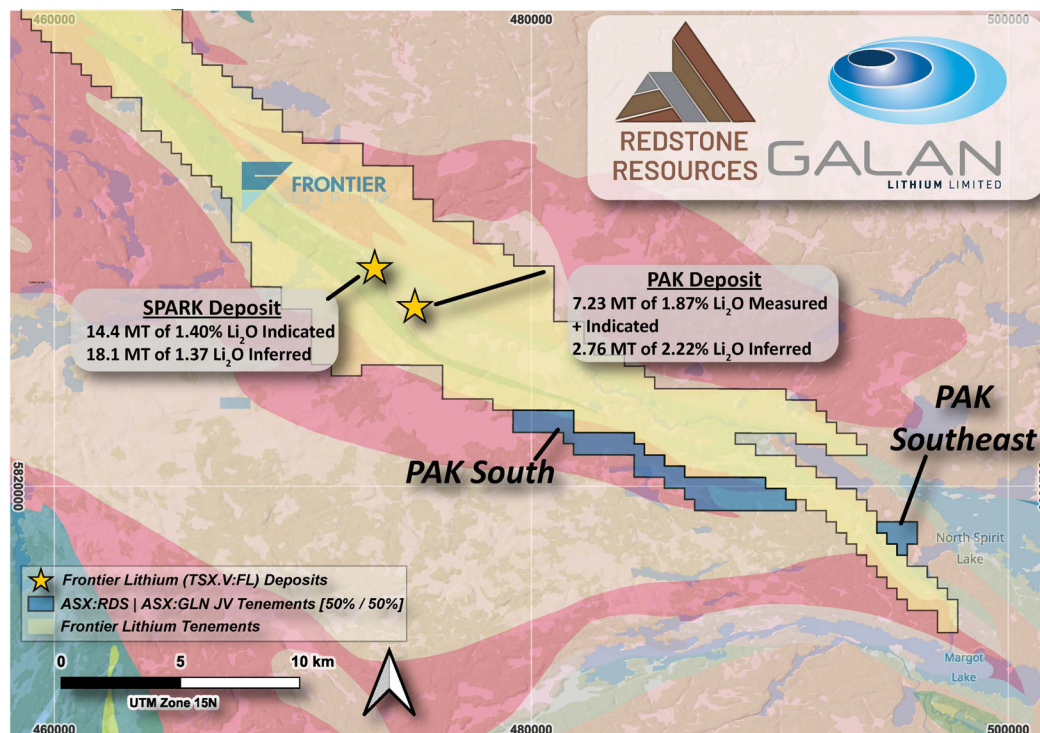 460000
480000
500000
REDSTONE
RESOURCES
GALAN
LITHIUM LIMITED
FRONTIER
SPARK Deposit
14.4 MT of 1.40% Li₂O Indicated
18.1 MT of 1.37 Li₂O Inferred
PAK Deposit
7.23 MT of 1.87% Li₂O Measured
+ Indicated
2.76 MT of 2.22% Li₂O Inferred
PAK
Southeast
PAK South
5820000
North Spirit
Lake
Frontier Lithium (TSX.V:FL) Deposits
ASX:RDS | ASX:GLN JV Tenements [50% / 50%]
Frontier Lithium Tenements
0
5
10 km
UTM Zone 15N
Margot
Lake
460000
480000
500000